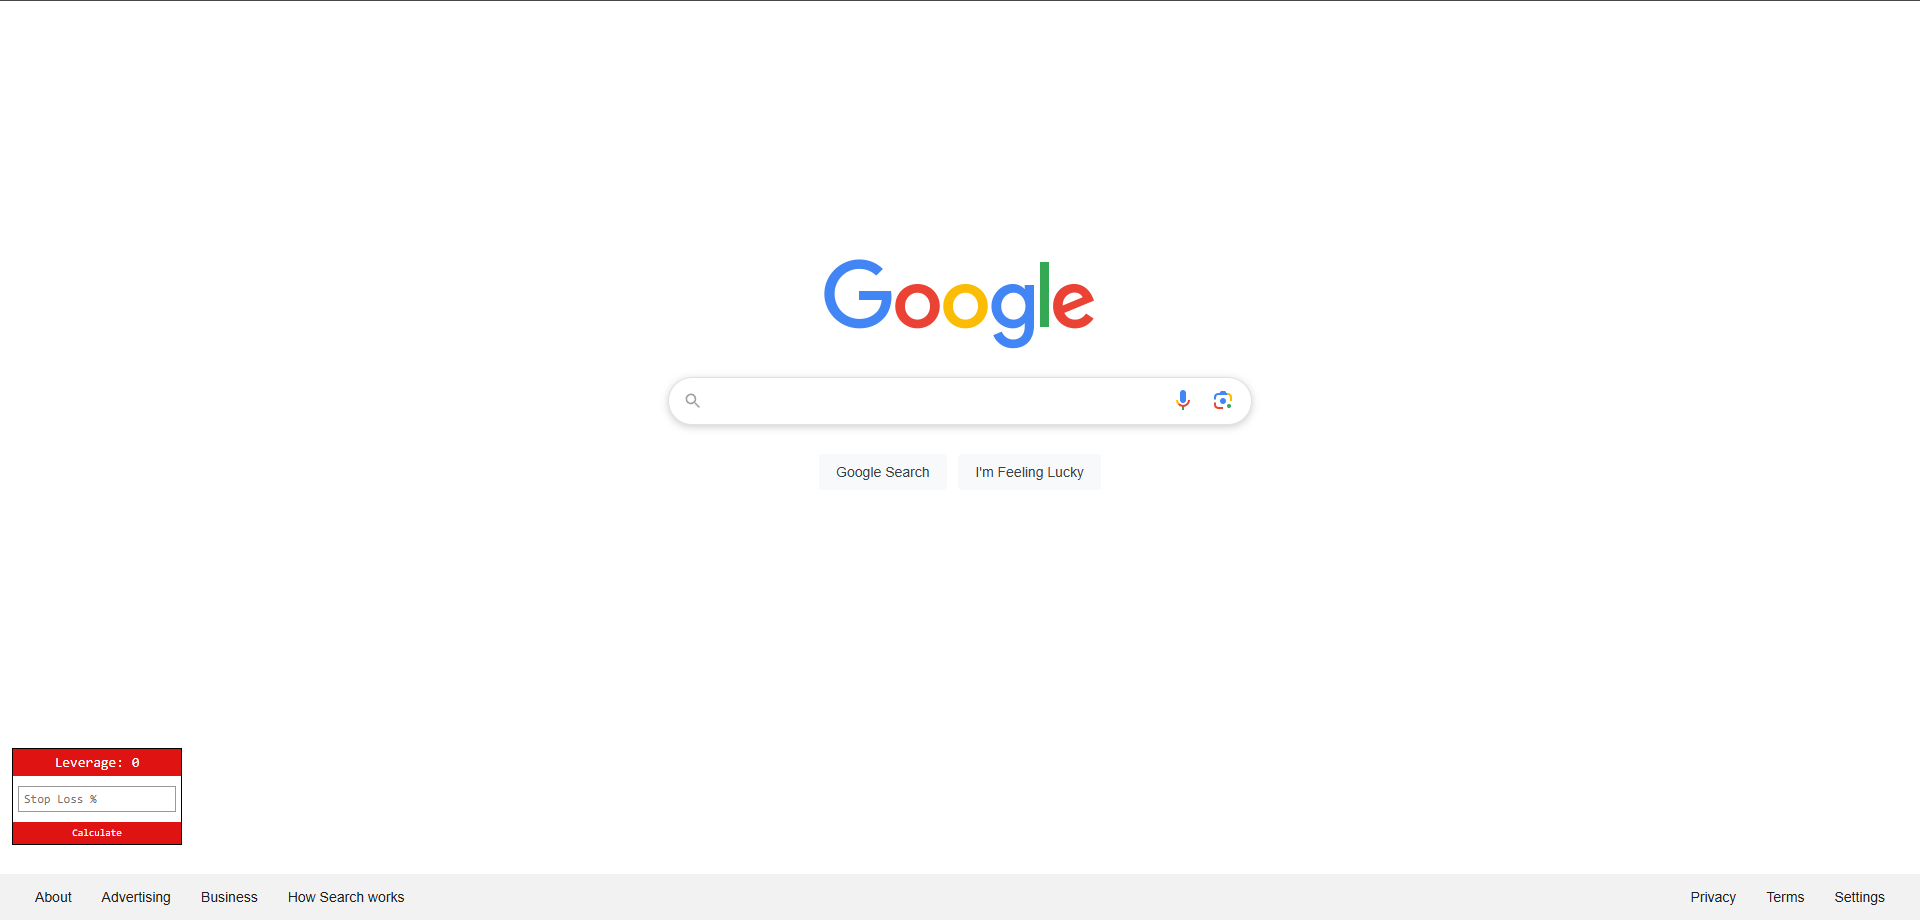 Google
Google Search
I'm Feeling Lucky
Leverage: 0
Stop Loss %
Calculate
About Advertising Business How Search works
Privacy Terms Settings